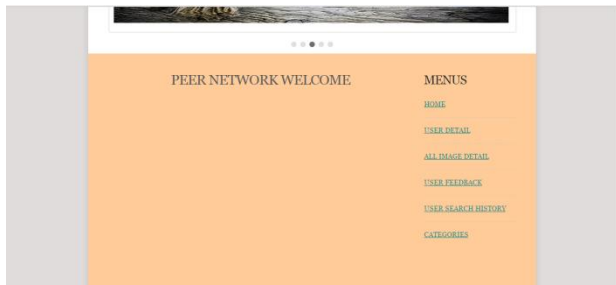 PEER NETWORK WELCOME
MENUS
HOME
USER DETAIL
ALL IMAGE DETAIL
USER FEEDBACK
USER SEARCH HISTORY
CATEGORIES